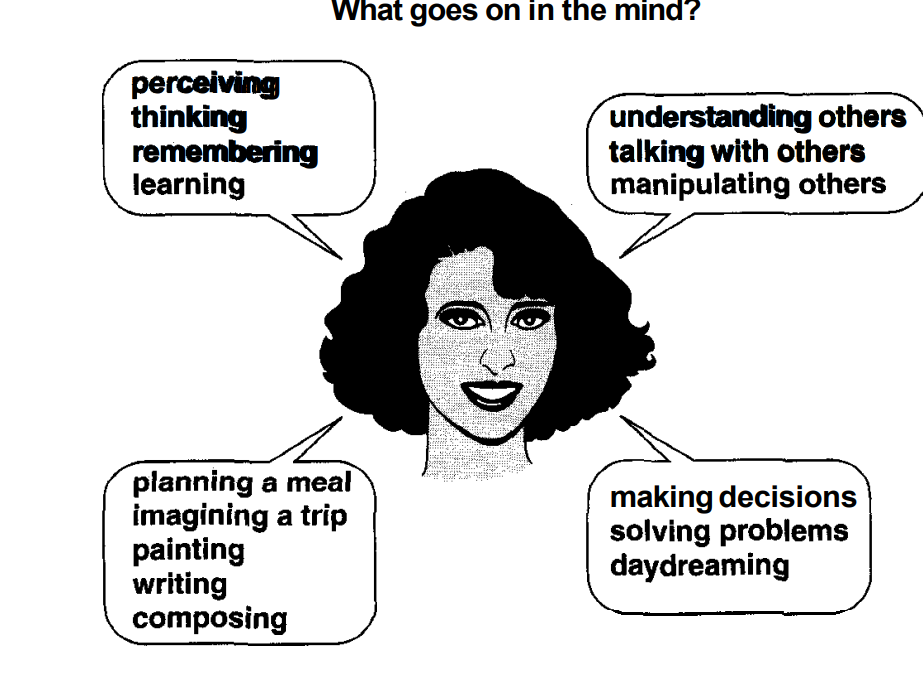 What goes on in the mind?
perceiving
thinking
remembering
learning
understanding others
talking with others
manipulating others
planning a meal
imagining a trip
painting
writing
composing
making decisions
solving problems
daydreaming